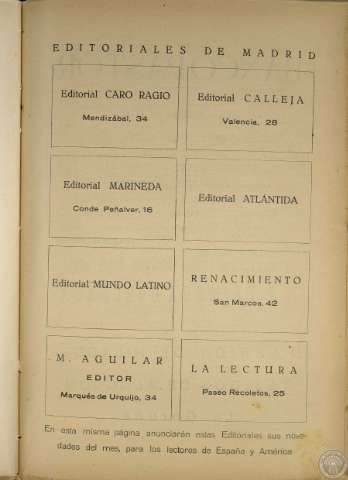 EDITORIALES DE MADRID
Editorial CARO RAGIO
Mendizábal, 34
Editorial CALLEJA
Valencia, 28
Editorial MARINEDA
Conde Peñalver, 16
Editorial ATLÁNTIDA
Editorial MUNDO LATINO
RENACIMIENTO
San Marcos, 42
M. AGUILAR
EDITOR
Marqués de Urquijo, 34
LA LECTURA
Paseo Recoletos, 25
En esta misma página anunciarán estas Editoriales sus nove-
dades del mes, para los lectores de España y América